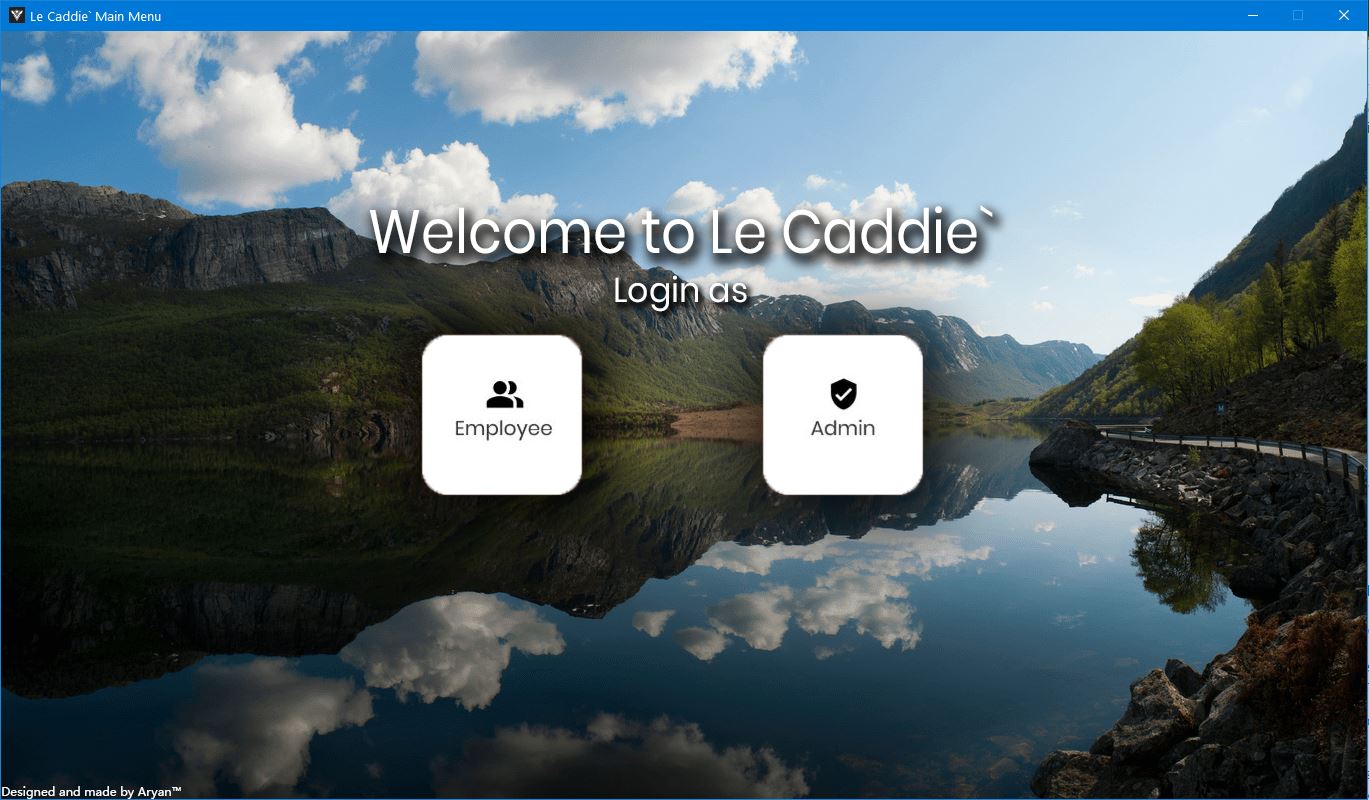 Le Caddie` Main Menu
Welcome to Le Caddie`
Login as
Employee
Admin
Designed and made by Aryan™